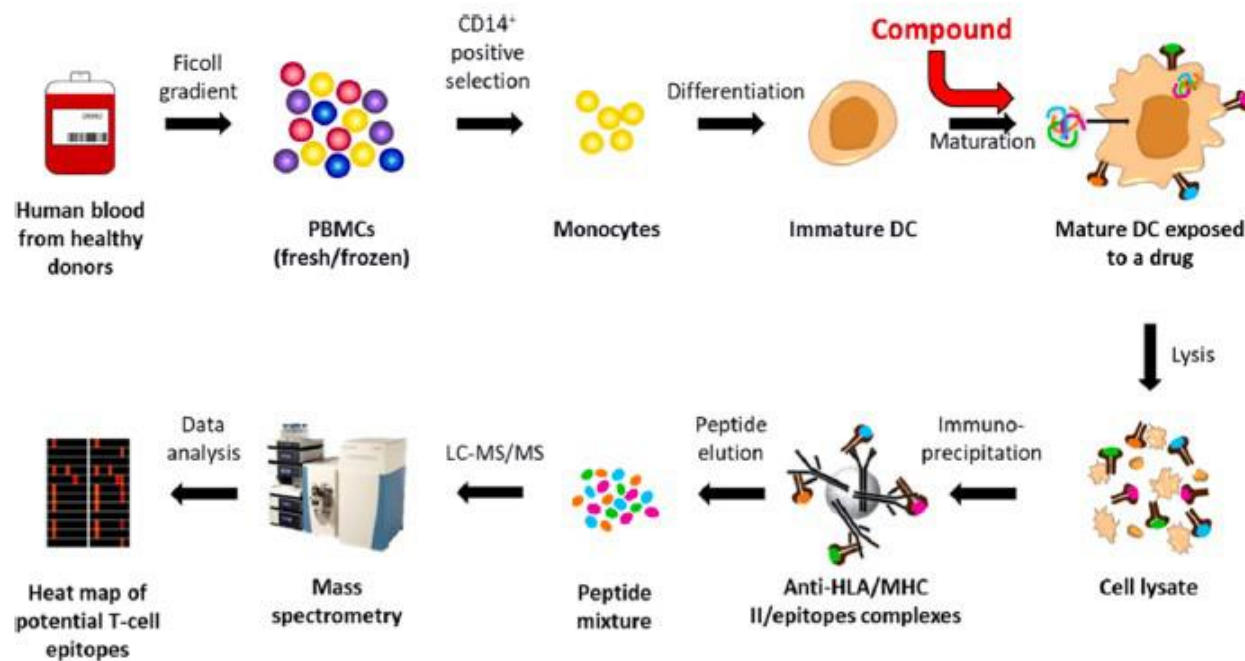 Ficoll
gradient
CD14⁺
positive
selection
Differentiation
Compound
Maturation
Human blood
from healthy
donors
PBMCs
(fresh/frozen)
Monocytes
Immature DC
Mature DC exposed
to a drug
Lysis
Data
analysis
LC-MS/MS
Peptide
elution
Immuno-
precipitation
Heat map of
potential T-cell
epitopes
Mass
spectrometry
Peptide
mixture
Anti-HLA/MHC
II/epitopes complexes
Cell lysate